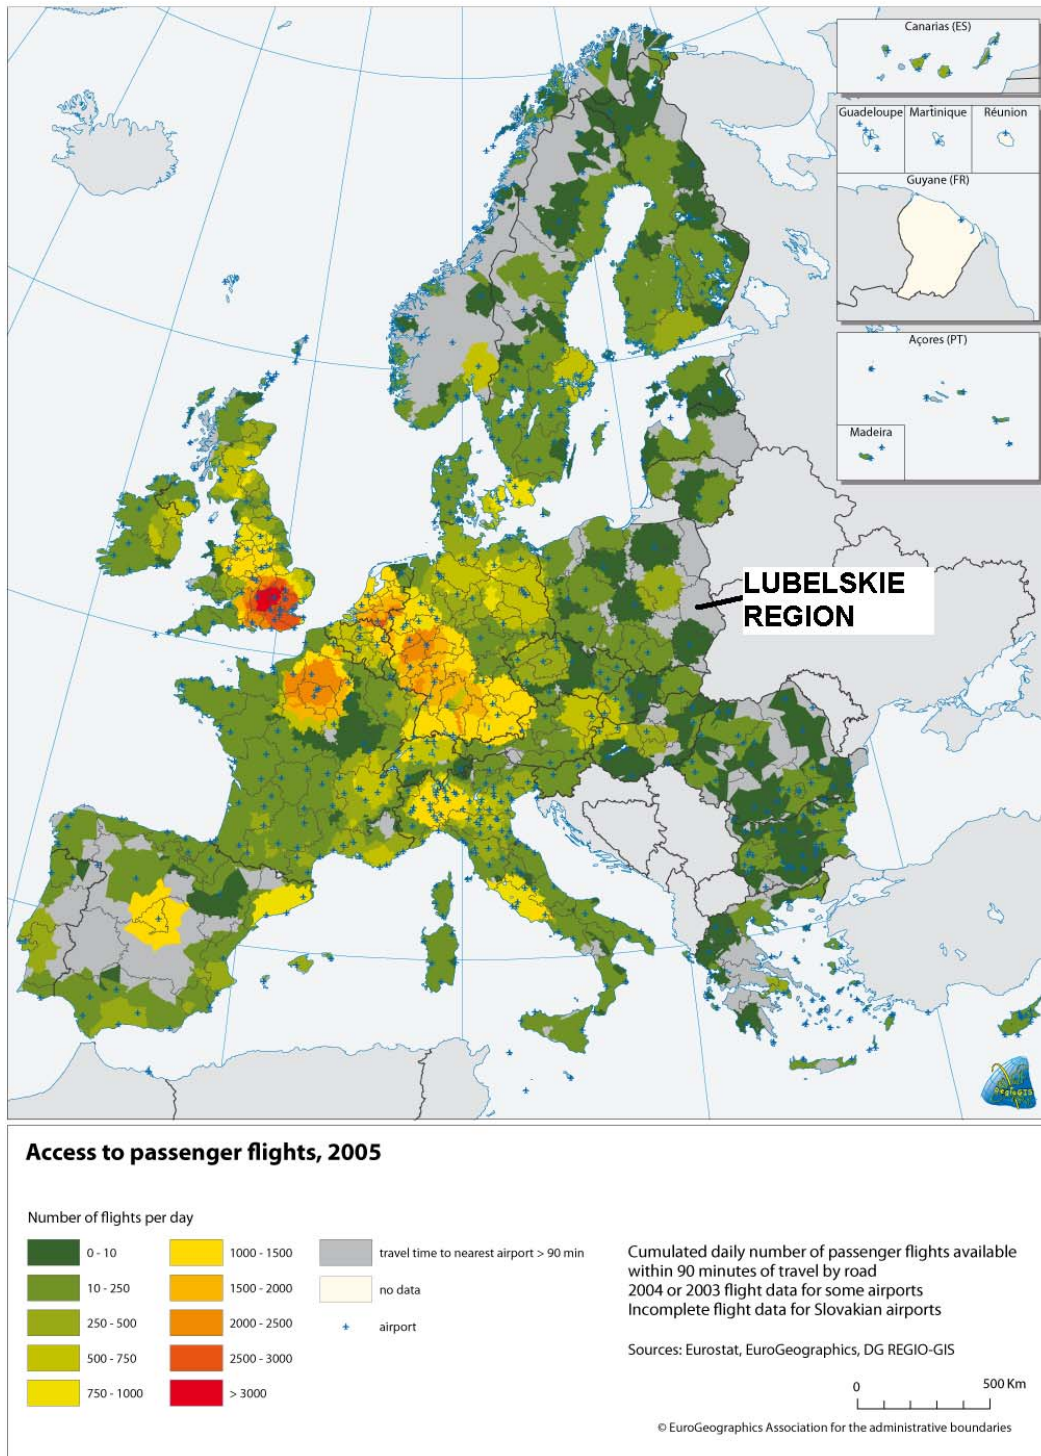 Canarias (ES)
Guadeloupe
Martinique
Réunion
Guyane (FR)
Açores (PT)
Madeira
LUBELSKIE
REGION
Access to passenger flights, 2005
Number of flights per day
0 - 10
10 - 250
250 - 500
500 - 750
750 - 1000
1000 - 1500
1500 - 2000
2000 - 2500
2500 - 3000
> 3000
travel time to nearest airport > 90 min
no data
airport
Cumulated daily number of passenger flights available
within 90 minutes of travel by road
2004 or 2003 flight data for some airports
Incomplete flight data for Slovakian airports
Sources: Eurostat, EuroGeographics, DG REGIO-GIS
0 500 Km
© EuroGeographics Association for the administrative boundaries